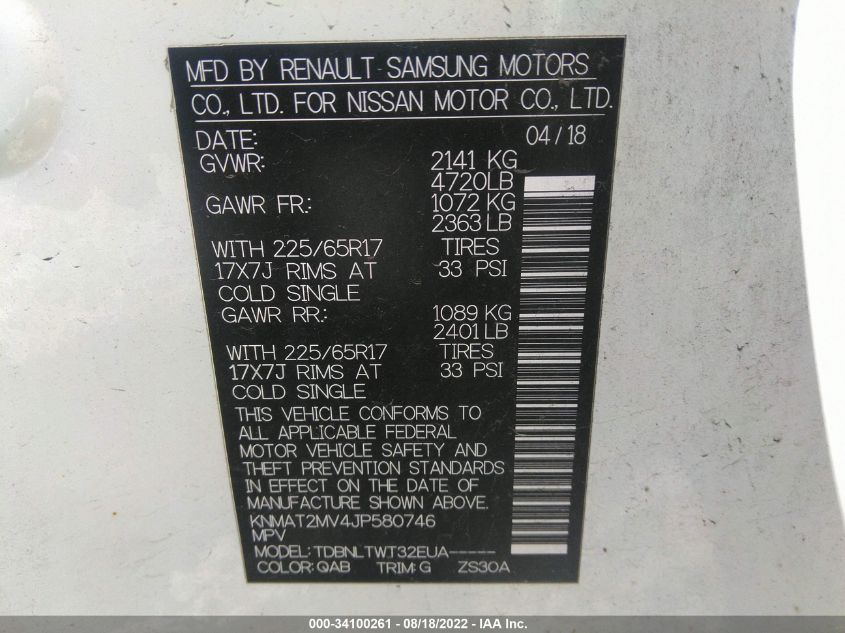 MFD BY RENAULT SAMSUNG MOTORS
CO., LTD. FOR NISSAN MOTOR CO., LTD.
DATE: 04/18
GVWR: 2141 KG
4720LB
GAWR FR.: 1072 KG
2363 LB
WITH 225/65R17 TIRES
17X7J RIMS AT 33 PSI
COLD SINGLE
GAWR RR.: 1089 KG
2401 LB
WITH 225/65R17 TIRES
17X7J RIMS AT 33 PSI
COLD SINGLE
THIS VEHICLE CONFORMS TO
ALL APPLICABLE FEDERAL
MOTOR VEHICLE SAFETY AND
THEFT PREVENTION STANDARDS
IN EFFECT ON THE DATE OF
MANUFACTURE SHOWN ABOVE.
KNMAT2MV4JP580746
MPV
MODEL: TDBNLTWT32EUA-----
COLOR: QAB TRIM: G ZS30A
000-34100261 - 08/18/2022 - IAA Inc.